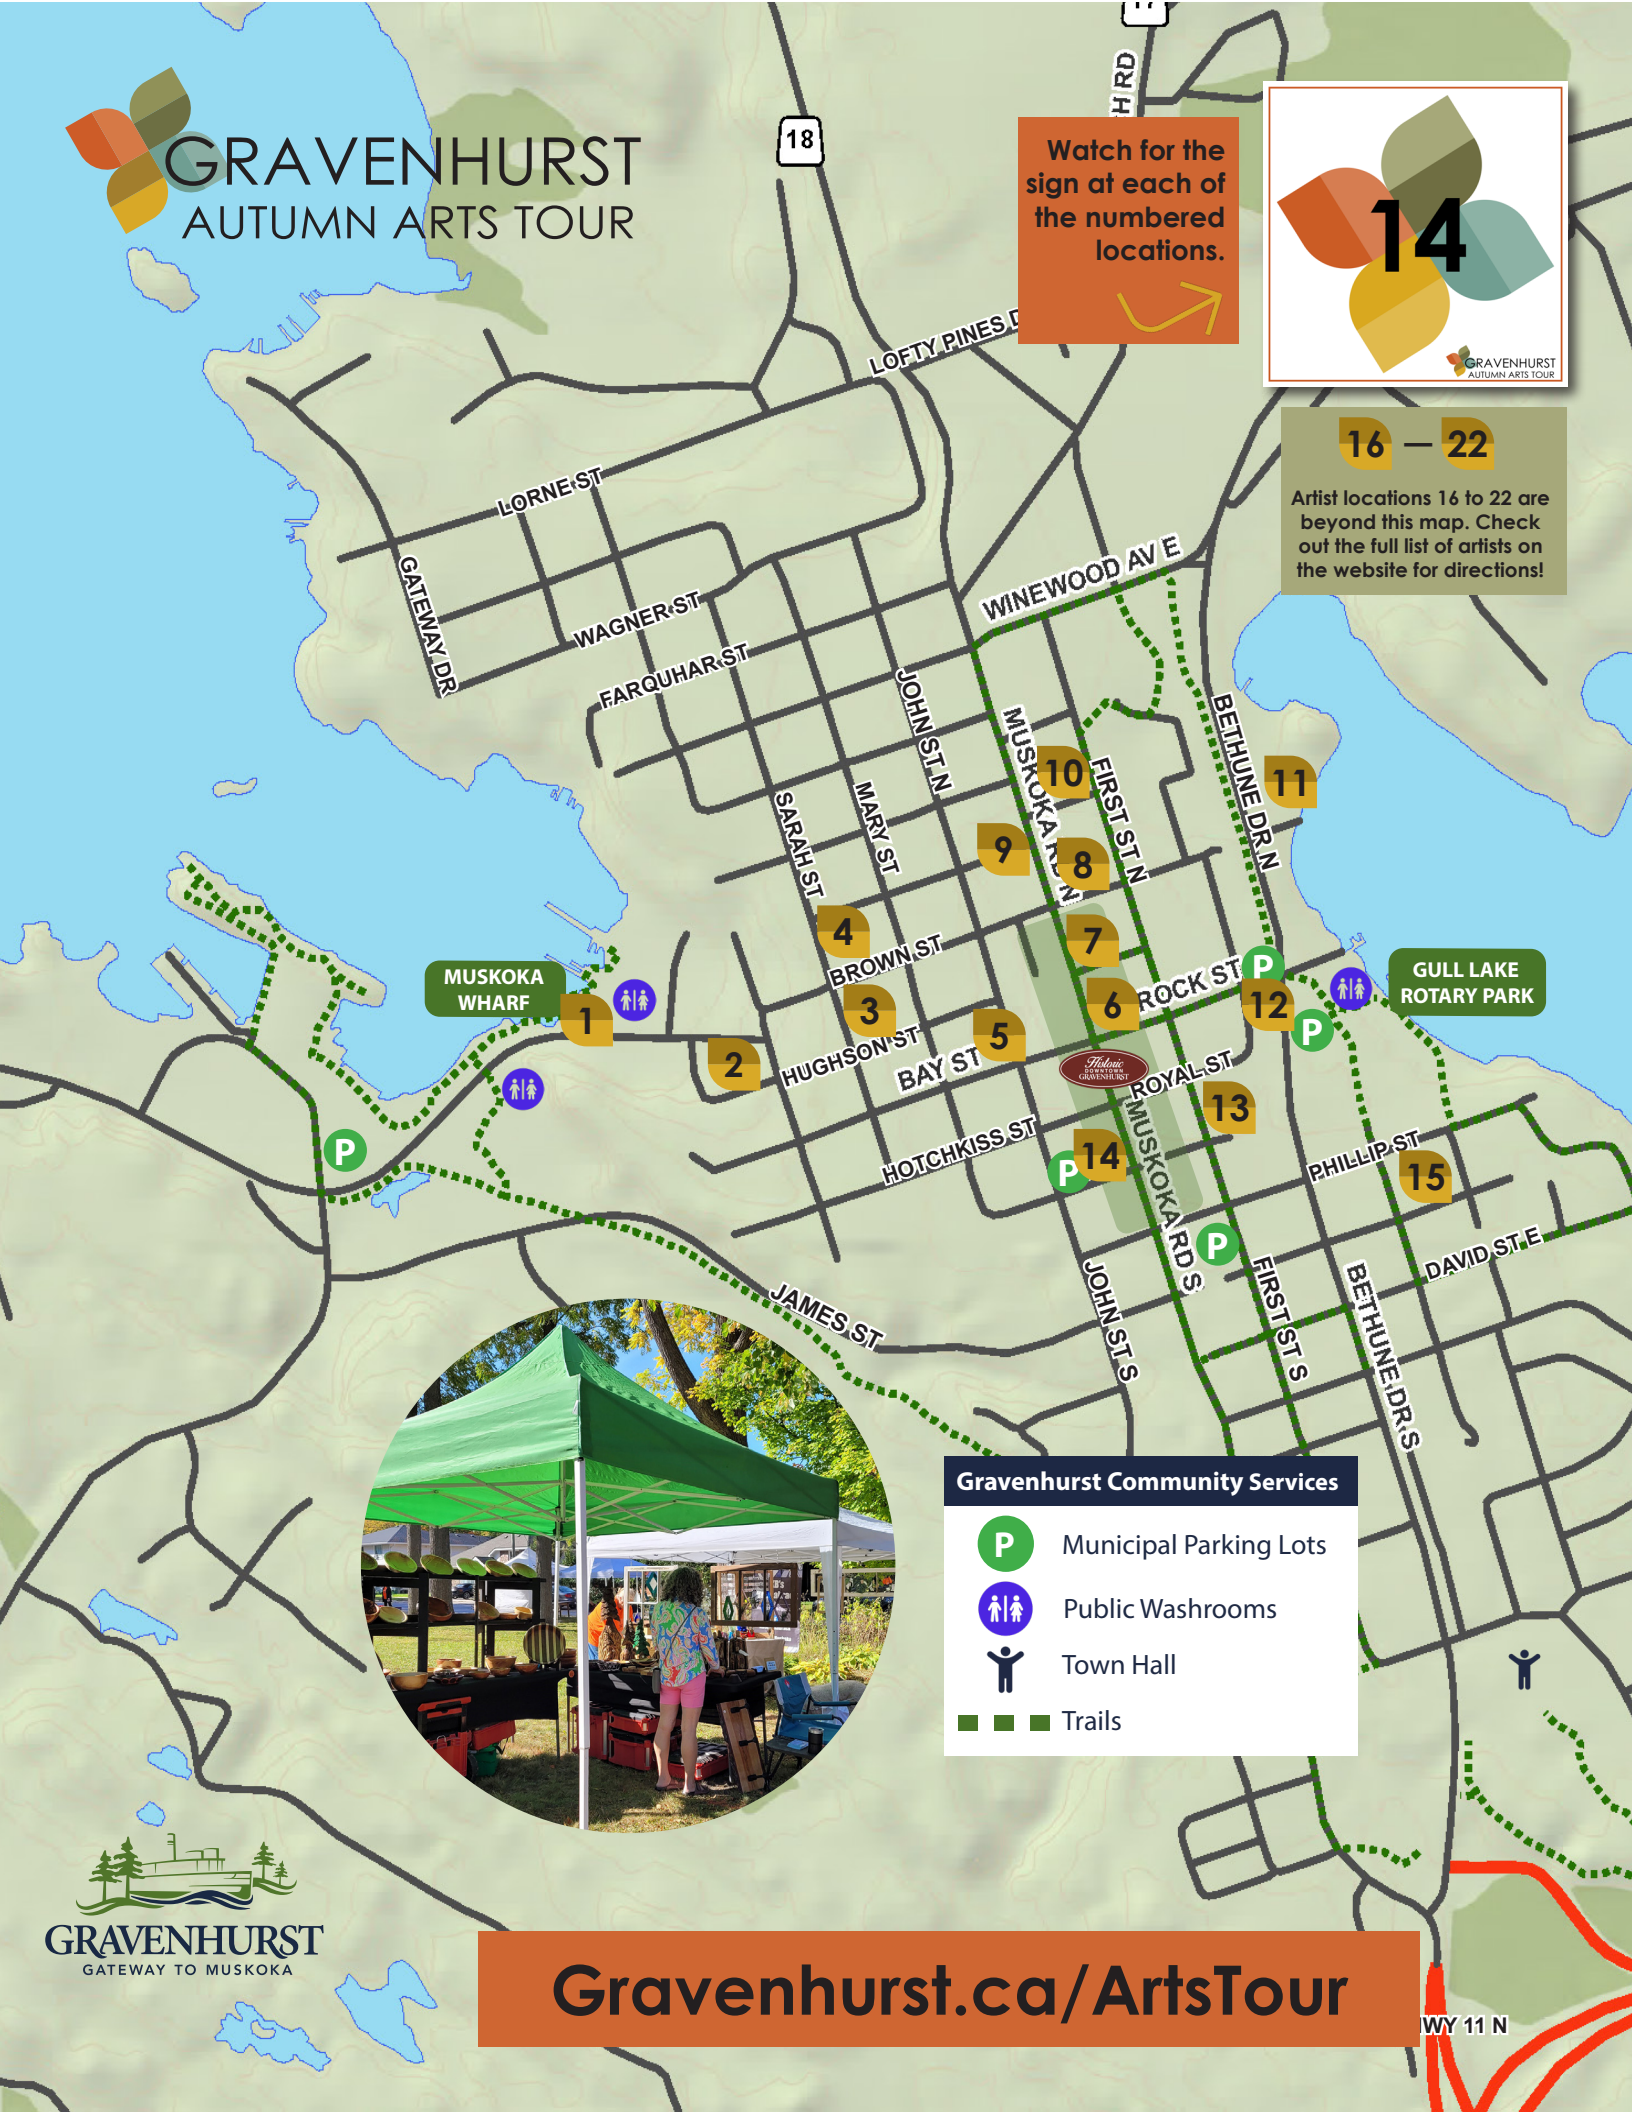 17
H RD
18
GRAVENHURST
AUTUMN ARTS TOUR
Watch for the
sign at each of
the numbered
locations.
14
GRAVENHURST
AUTUMN ARTS TOUR
16 — 22
Artist locations 16 to 22 are
beyond this map. Check
out the full list of artists on
the website for directions!
LOFTY PINES D
LORNE ST
GATEWAY DR
WAGNER ST
FARQUHAR ST
WINEWOOD AV E
JOHN ST N
MUSKOKA RD N
FIRST ST N
BETHUNE DR N
SARAH ST
MARY ST
10
11
9
8
4
7
BROWN ST
MUSKOKA
WHARF
1
3
6
ROCK ST
P
12
P
GULL LAKE
ROTARY PARK
2
HUGHSON ST
5
BAY ST
Historic
DOWNTOWN
GRAVENHURST
ROYAL ST
13
P
HOTCHKISS ST
P
14
MUSKOKA RD S
PHILLIP ST
15
P
DAVID ST E
JAMES ST
JOHN ST S
FIRST ST S
BETHUNE DR S
Gravenhurst Community Services
P Municipal Parking Lots
Public Washrooms
Town Hall
Trails
GRAVENHURST
GATEWAY TO MUSKOKA
Gravenhurst.ca/ArtsTour
WY 11 N